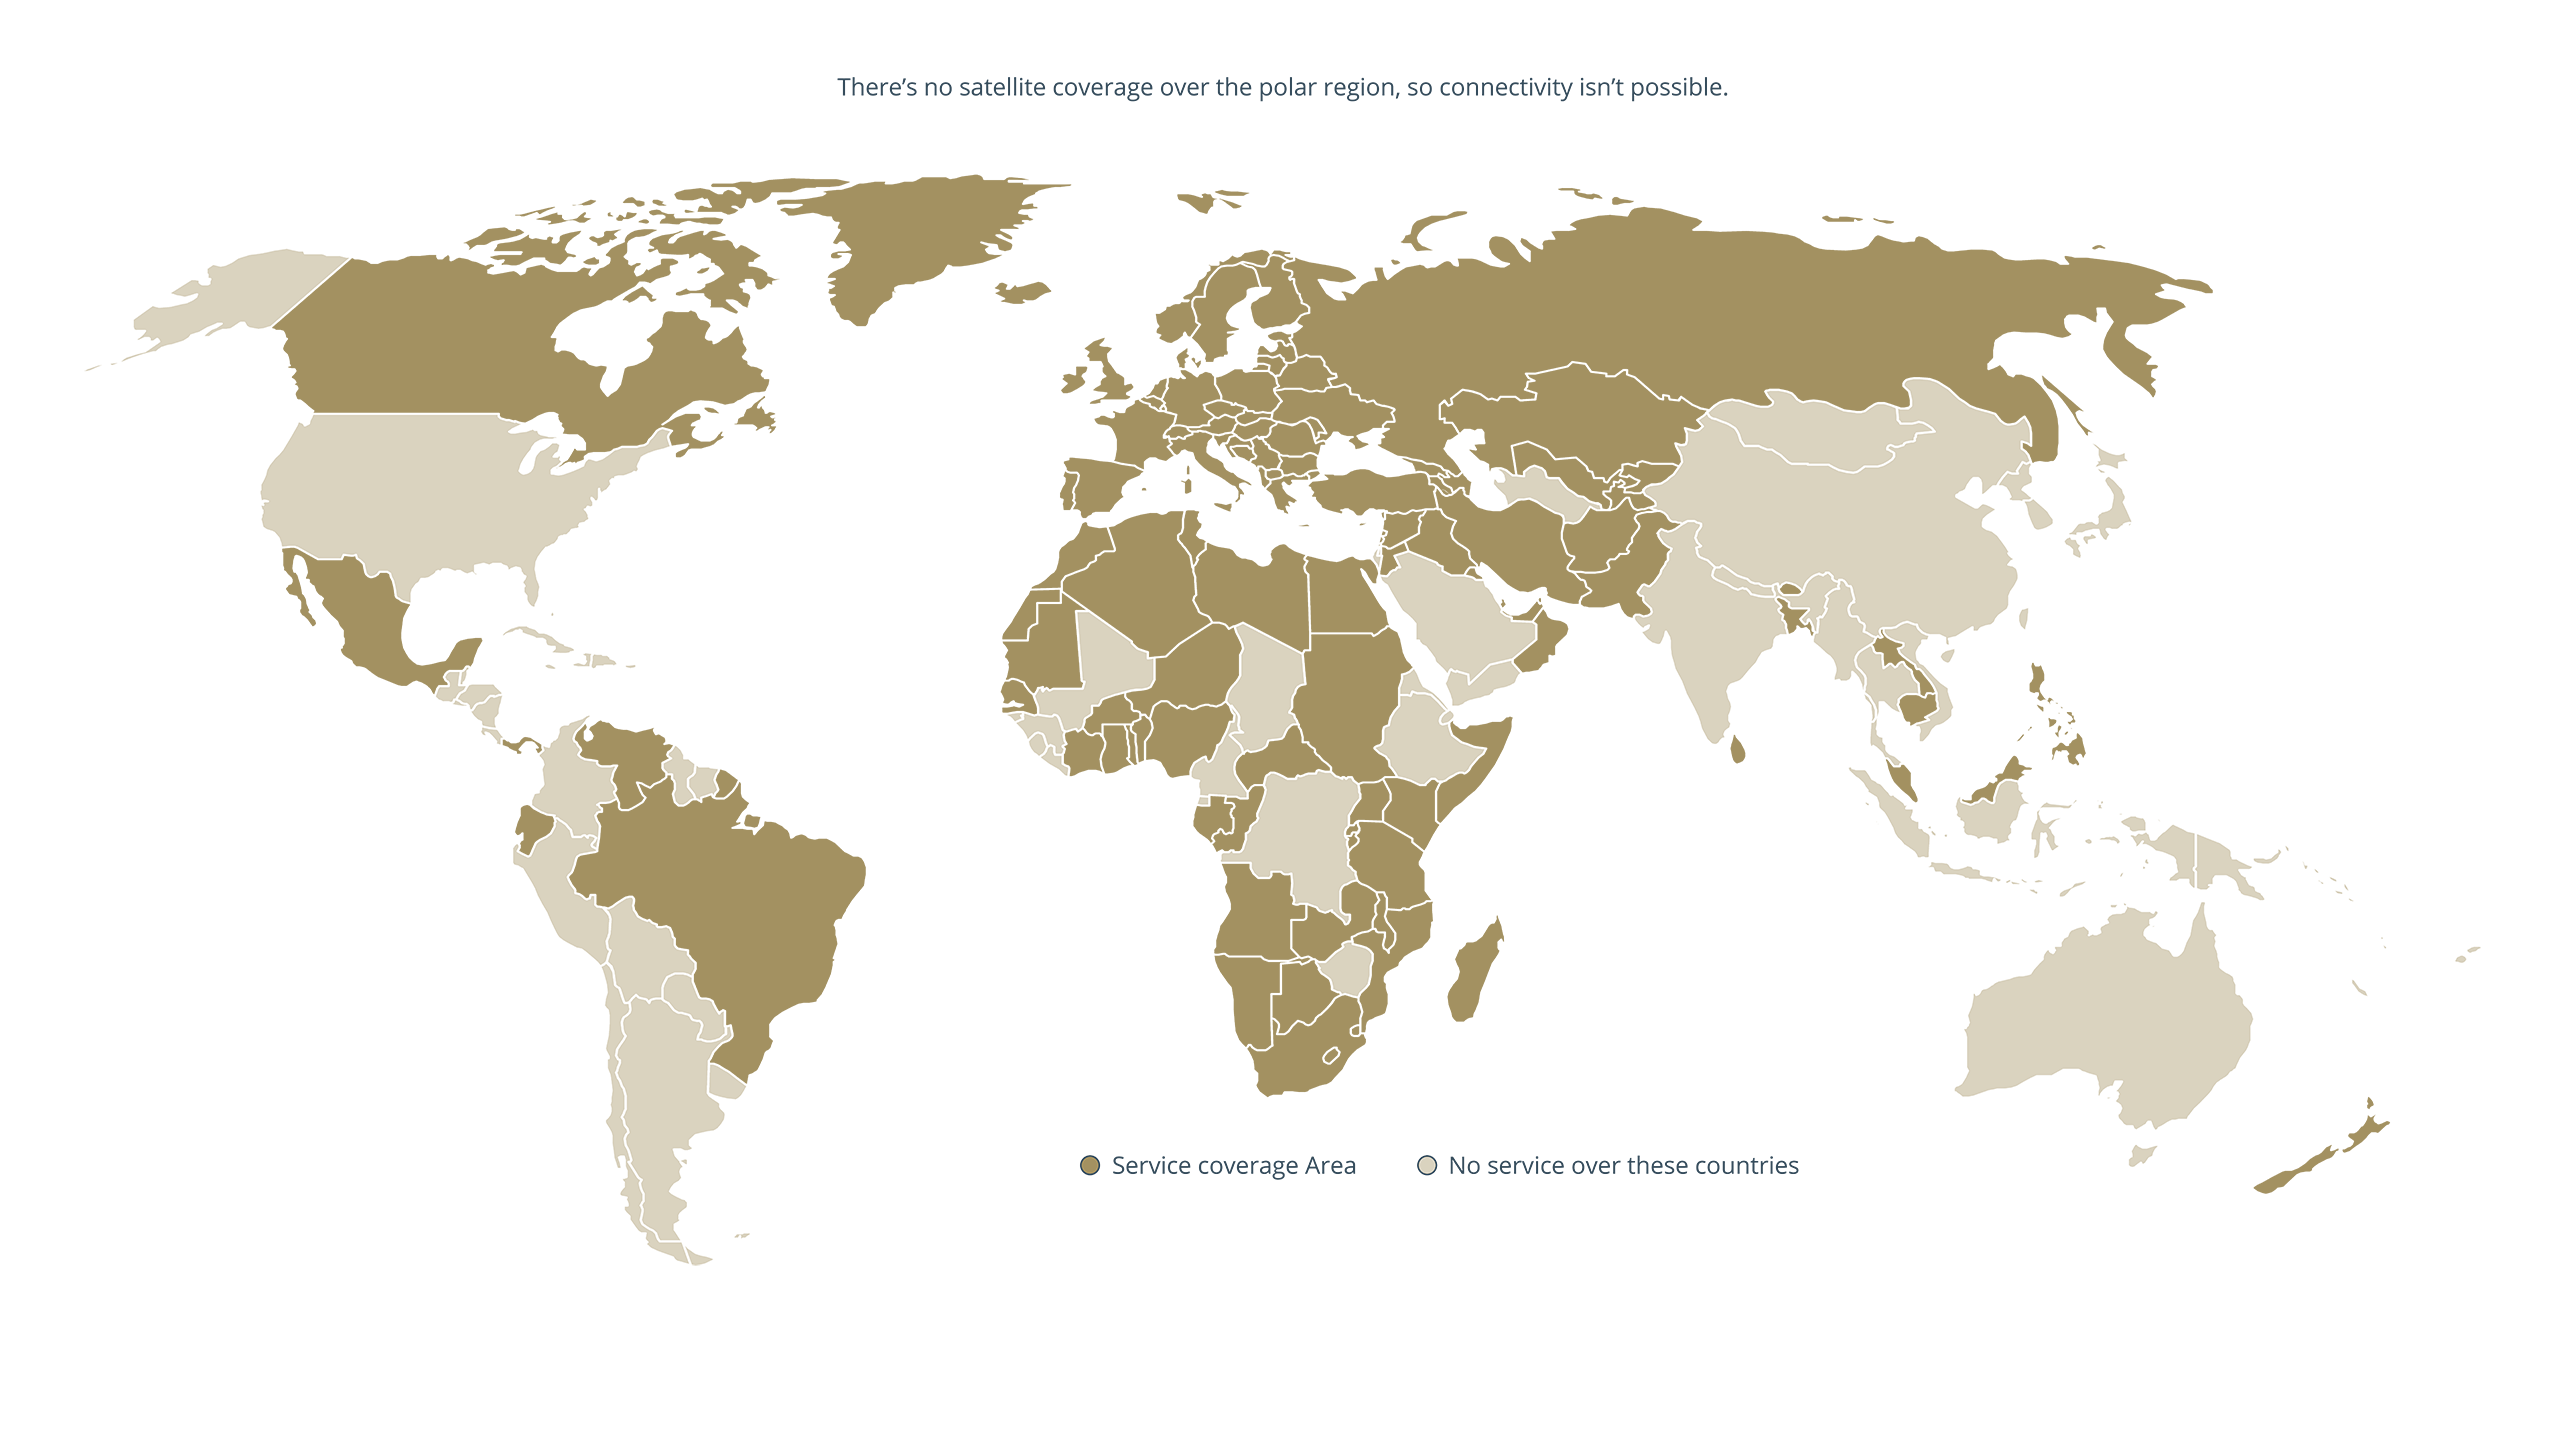 There’s no satellite coverage over the polar region, so connectivity isn’t possible.
Service coverage Area
No service over these countries